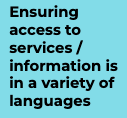 Ensuring
access to
services /
information is
in a variety of
languages